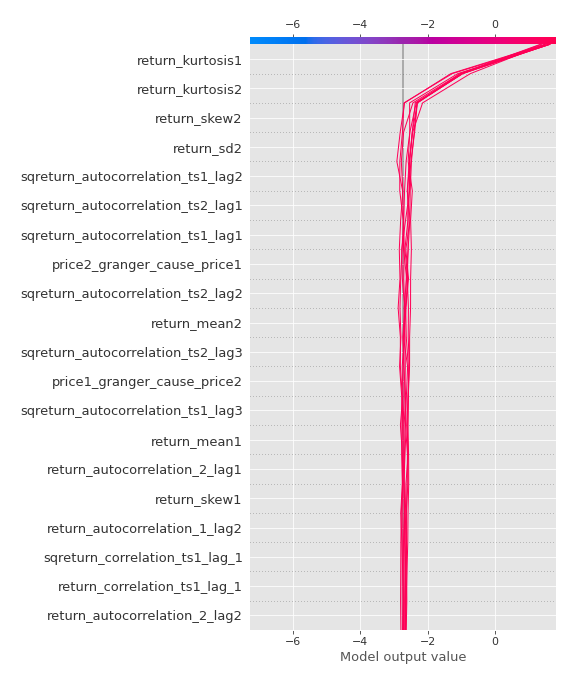 −6 −4 −2 0
return_kurtosis1
return_kurtosis2
return_skew2
return_sd2
sqreturn_autocorrelation_ts1_lag2
sqreturn_autocorrelation_ts2_lag1
sqreturn_autocorrelation_ts1_lag1
price2_granger_cause_price1
sqreturn_autocorrelation_ts2_lag2
return_mean2
sqreturn_autocorrelation_ts2_lag3
price1_granger_cause_price2
sqreturn_autocorrelation_ts1_lag3
return_mean1
return_autocorrelation_2_lag1
return_skew1
return_autocorrelation_1_lag2
sqreturn_correlation_ts1_lag_1
return_correlation_ts1_lag_1
return_autocorrelation_2_lag2
−6 −4 −2 0
Model output value